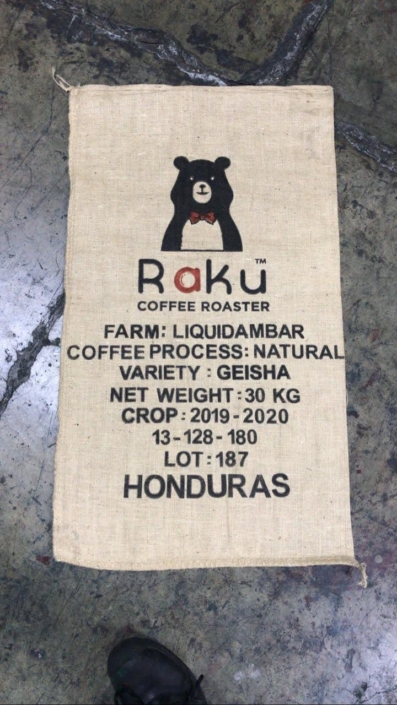 Raku™
COFFEE ROASTER
FARM: LIQUIDAMBAR
COFFEE PROCESS: NATURAL
VARIETY : GEISHA
NET WEIGHT : 30 KG
CROP : 2019 - 2020
13 - 128 - 180
LOT : 187
HONDURAS